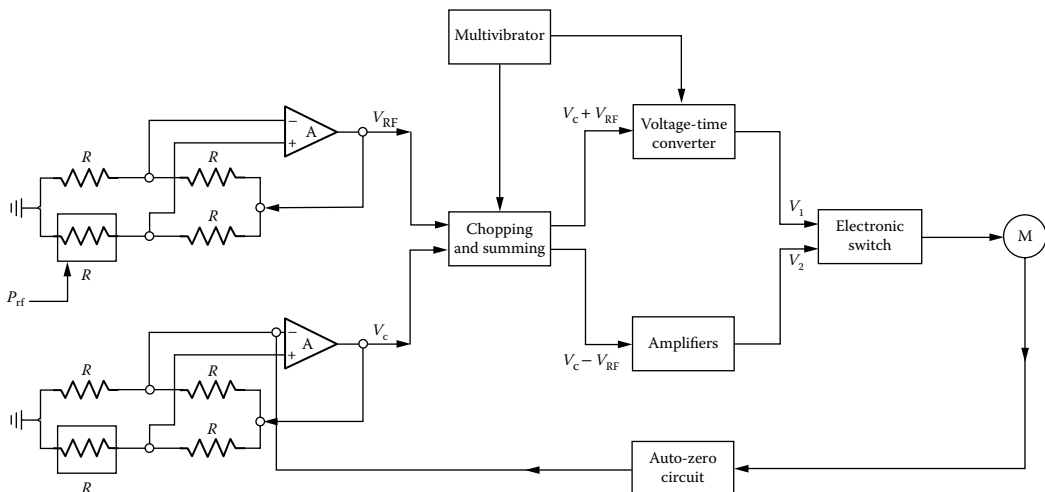 Multivibrator
A
−
+
V_RF
V_c + V_RF
Voltage-time
converter
R
R
R
R
P_rf
Chopping
and summing
V_1
V_2
Electronic
switch
M
A
−
+
V_c
V_c − V_RF
Amplifiers
R
R
R
R
Auto-zero
circuit